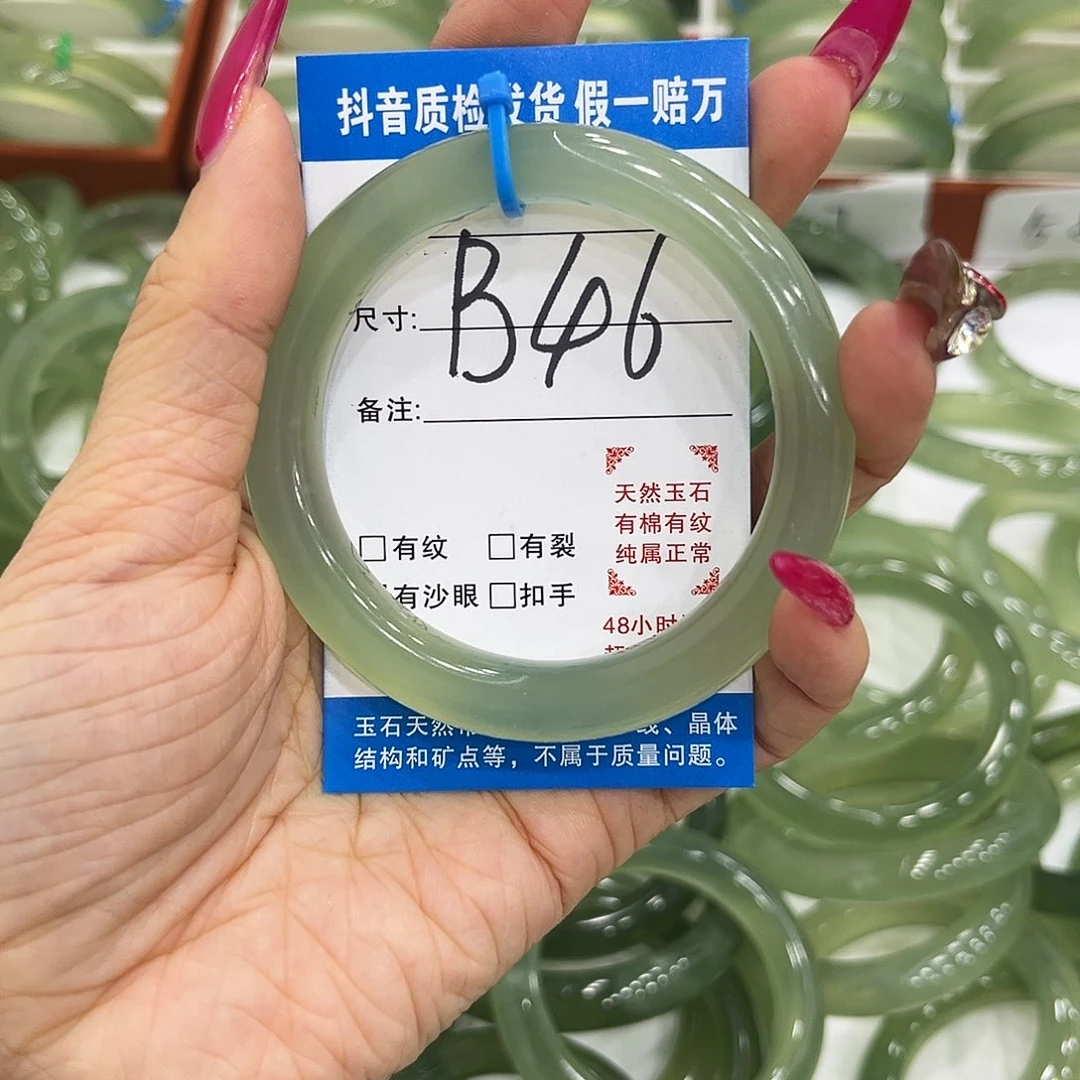 抖音质检发货 假一赔万
B46
尺寸:
备注:
天然玉石
有棉有纹
纯属正常
□有纹 □有裂
有沙眼 □扣手
48小时
玉石天然 线、晶体
结构和矿点等，不属于质量问题。